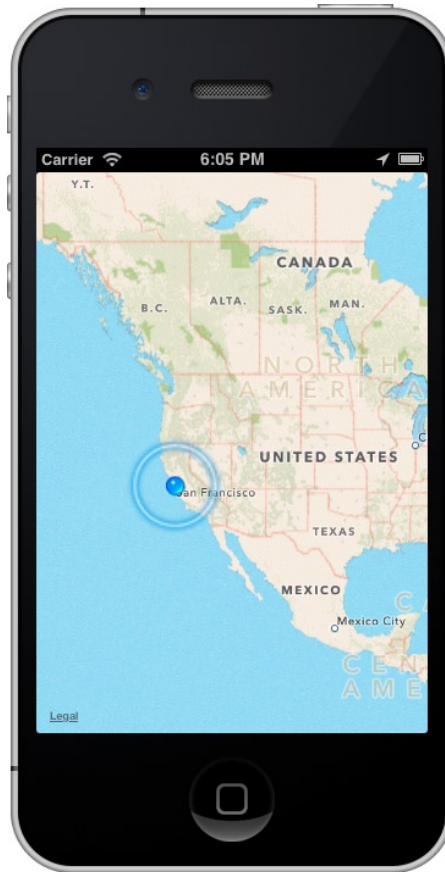 Carrier 6:05 PM
Y.T.
CANADA
B.C. ALTA. SASK. MAN.
NORTH
AMERICA
UNITED STATES
San Francisco
TEXAS
MEXICO
Mexico City
Legal